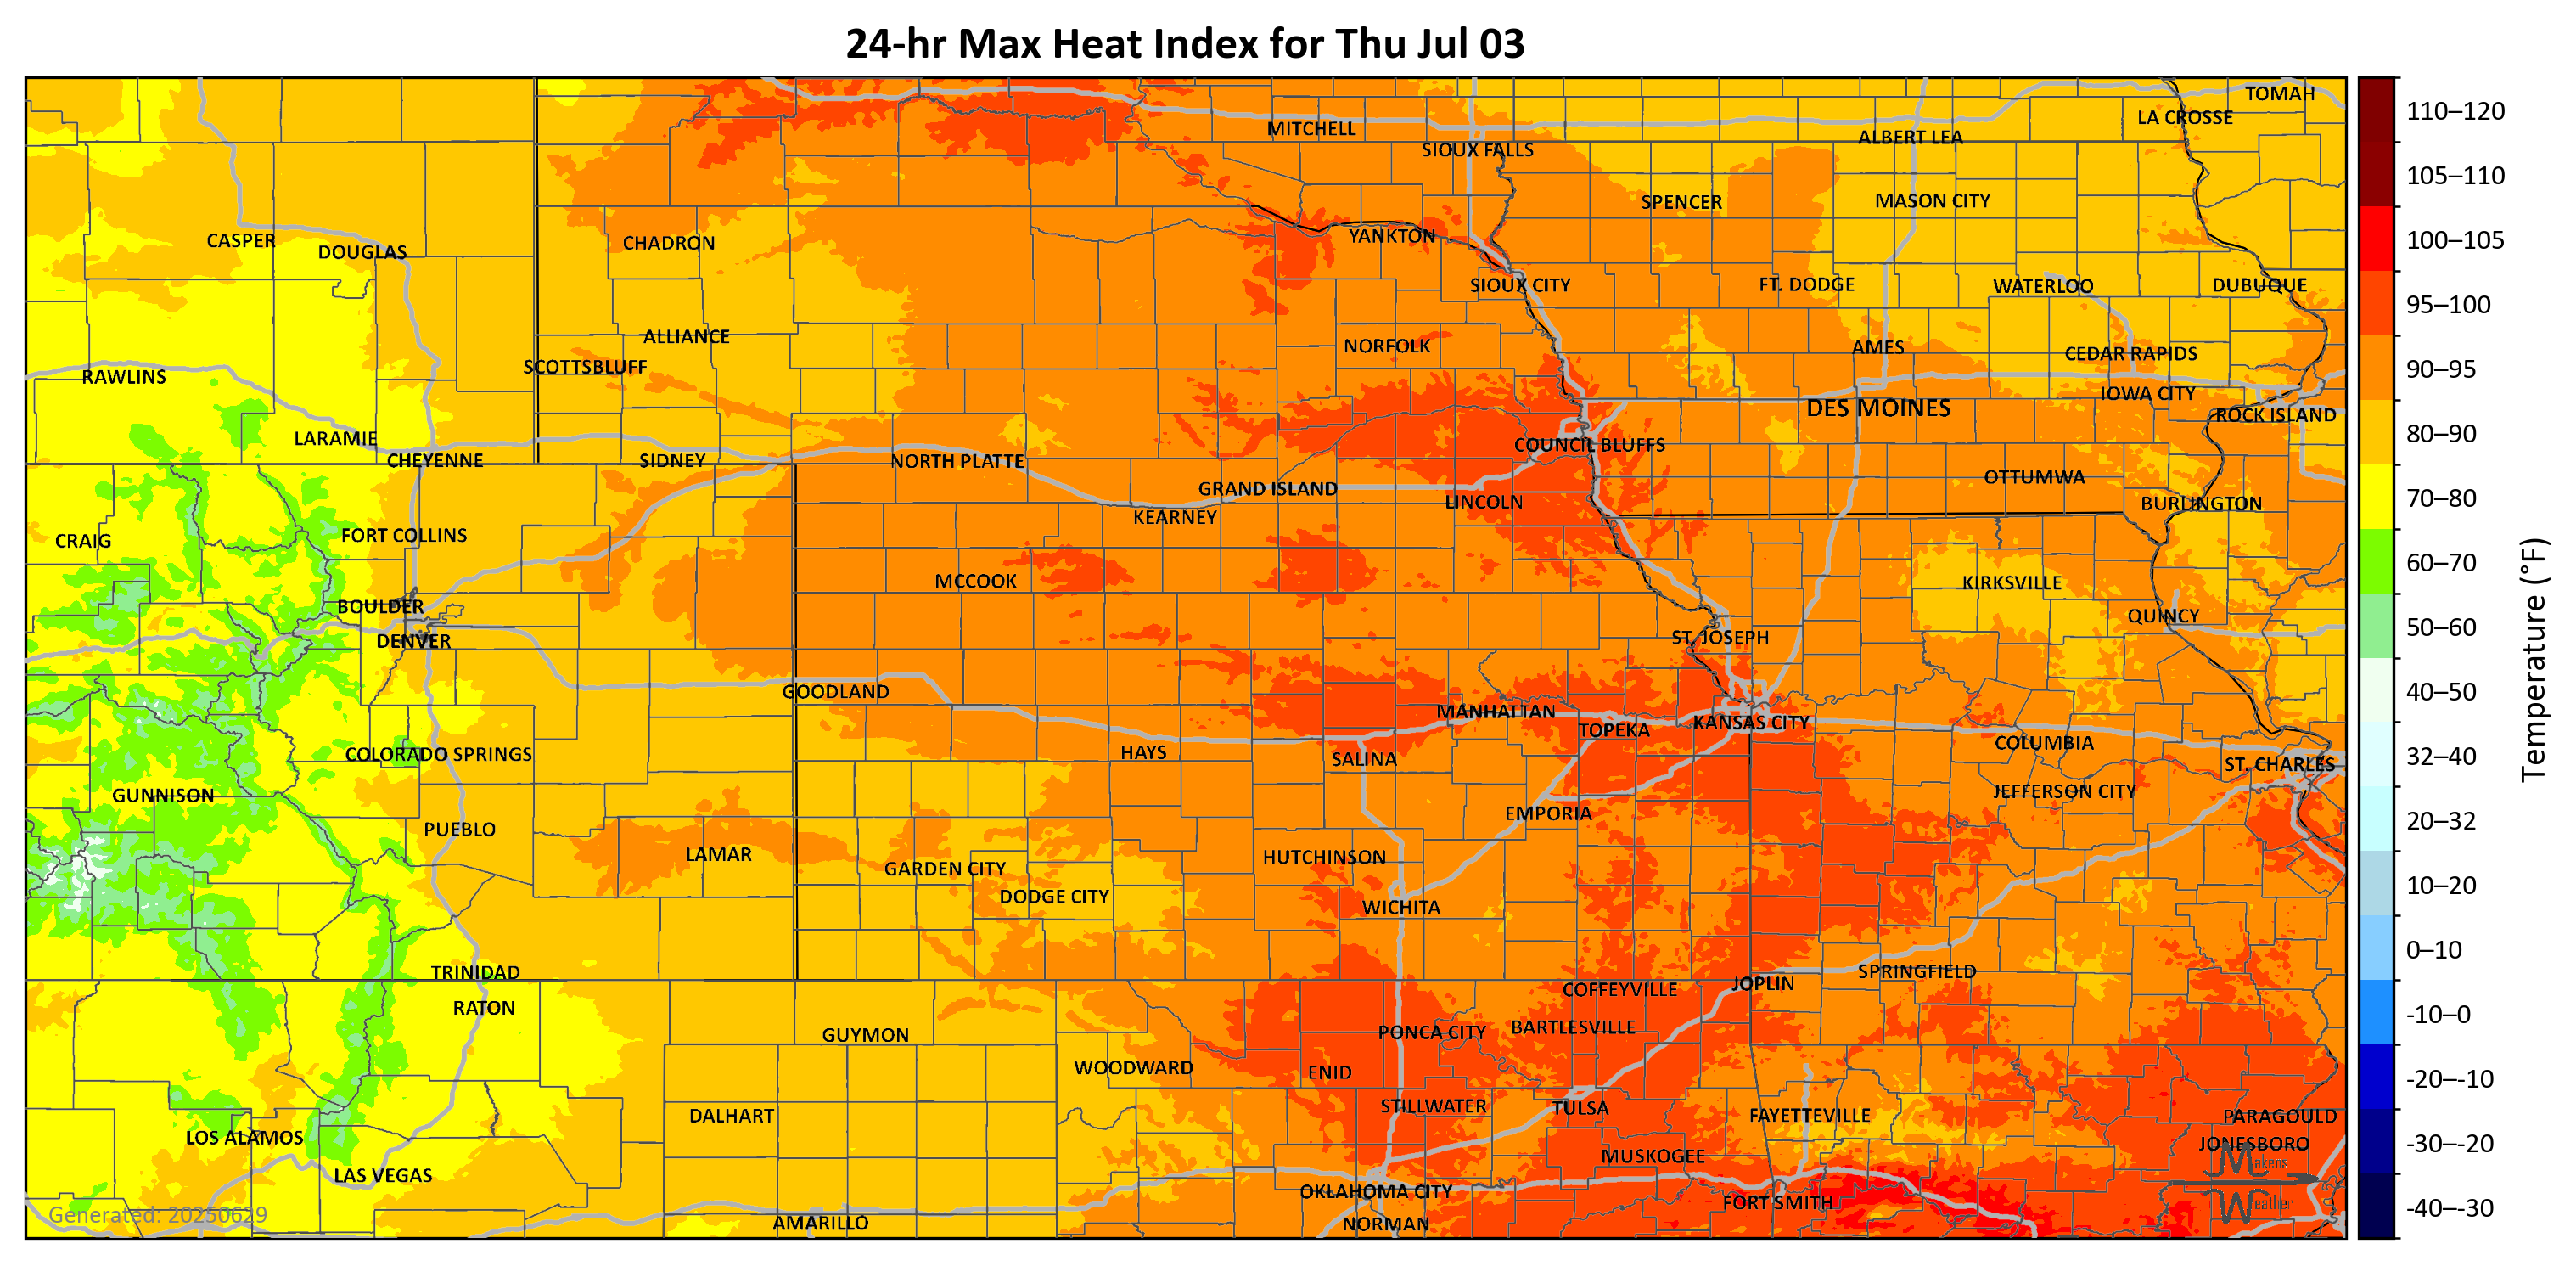 24-hr Max Heat Index for Thu Jul 03
TOMAH
LA CROSSE
MITCHELL
ALBERT LEA
SIOUX FALLS
SPENCER
MASON CITY
CASPER
DOUGLAS
CHADRON
YANKTON
SIOUX CITY
FT. DODGE
WATERLOO
DUBUQUE
ALLIANCE
NORFOLK
AMES
CEDAR RAPIDS
SCOTTSBLUFF
RAWLINS
IOWA CITY
DES MOINES
ROCK ISLAND
LARAMIE
COUNCIL BLUFFS
CHEYENNE
SIDNEY
NORTH PLATTE
OTTUMWA
GRAND ISLAND
LINCOLN
BURLINGTON
KEARNEY
FORT COLLINS
CRAIG
MCCOOK
KIRKSVILLE
BOULDER
QUINCY
DENVER
ST. JOSEPH
GOODLAND
MANHATTAN
TOPEKA
KANSAS CITY
COLUMBIA
COLORADO SPRINGS
HAYS
SALINA
ST. CHARLES
GUNNISON
JEFFERSON CITY
EMPORIA
PUEBLO
LAMAR
HUTCHINSON
GARDEN CITY
DODGE CITY
WICHITA
TRINIDAD
SPRINGFIELD
JOPLIN
COFFEYVILLE
RATON
GUYMON
PONCA CITY
BARTLESVILLE
WOODWARD
ENID
STILLWATER
TULSA
DALHART
FAYETTEVILLE
PARAGOULD
LOS ALAMOS
JONESBORO
MUSKOGEE
LAS VEGAS
OKLAHOMA CITY
FORT SMITH
AMARILLO
NORMAN
Makens
Weather
Generated: 20250629
110–120
105–110
100–105
95–100
90–95
80–90
70–80
60–70
50–60
40–50
32–40
20–32
10–20
0–10
-10–0
-20–-10
-30–-20
-40–-30
Temperature (°F)